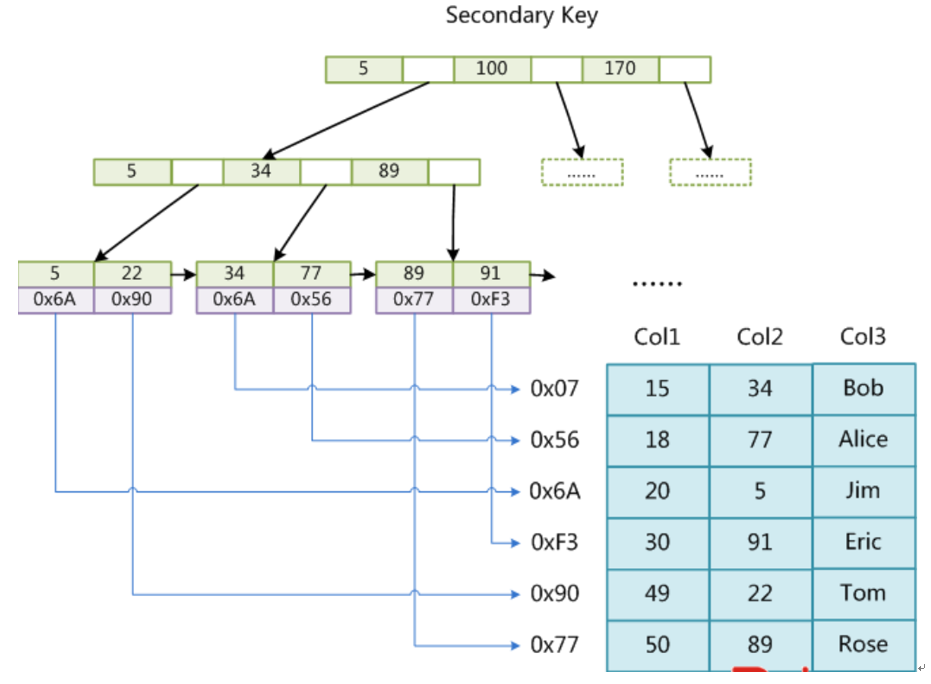 Secondary Key
5 100 170
5 34 89
...... ......
5 22 34 77 89 91
0x6A 0x90 0x6A 0x56 0x77 0xF3
......
Col1 Col2 Col3
0x07 15 34 Bob
0x56 18 77 Alice
0x6A 20 5 Jim
0xF3 30 91 Eric
0x90 49 22 Tom
0x77 50 89 Rose